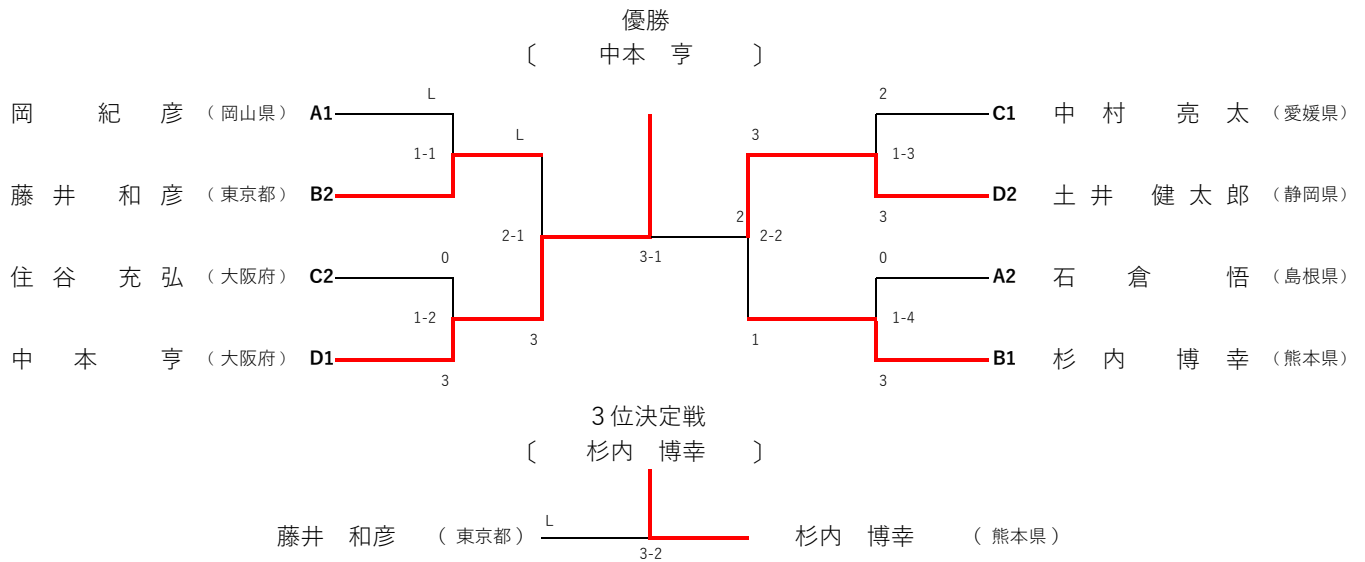 優勝
〔 中本 亨 〕
L 2
岡 紀 彦 （ 岡山県 ） A1 C1 中 村 亮 太 （ 愛媛県 ）
L 3
1-1 1-3
藤 井 和 彦 （ 東京都 ） B2 D2 土 井 健 太 郎 （ 静岡県 ）
2 3
2-1 3-1 2-2
0 0
住 谷 充 弘 （ 大阪府 ） C2 A2 石 倉 悟 （ 島根県 ）
1-2 1-4
3 1
中 本 亨 （ 大阪府 ） D1 B1 杉 内 博 幸 （ 熊本県 ）
3 3
３位決定戦
〔 杉内 博幸 〕
L
藤井 和彦 （ 東京都 ） 杉内 博幸 （ 熊本県 ）
3-2